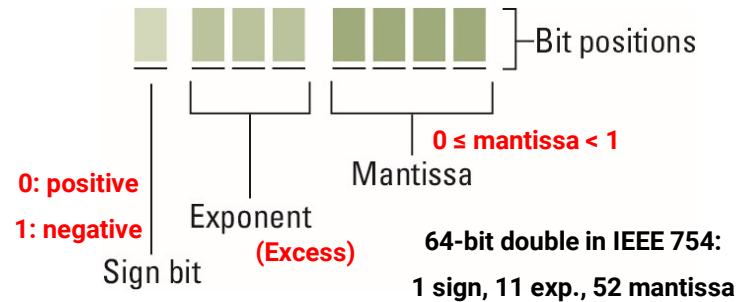 Bit positions
0 ≤ mantissa < 1
Mantissa
0: positive
1: negative
Exponent
(Excess)
Sign bit
64-bit double in IEEE 754:
1 sign, 11 exp., 52 mantissa